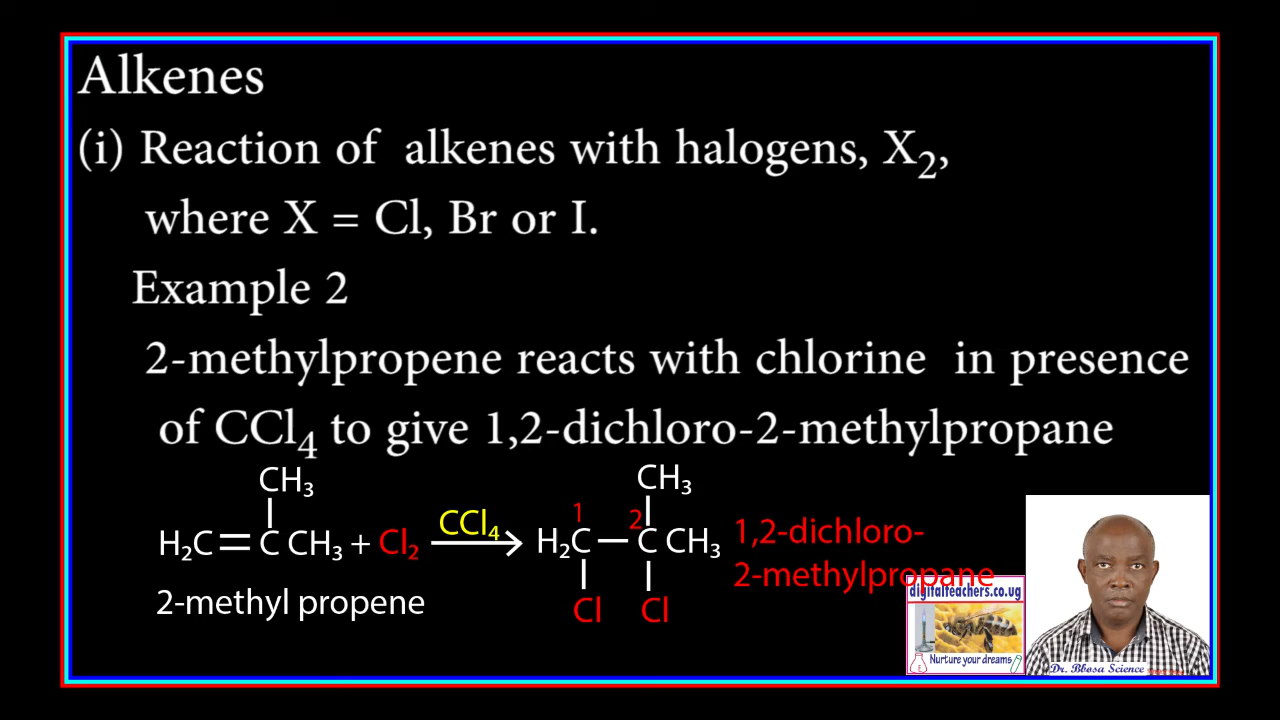 Alkenes
(i) Reaction of alkenes with halogens, X₂,
where X = Cl, Br or I.
Example 2
2-methylpropene reacts with chlorine in presence
of CCl₄ to give 1,2-dichloro-2-methylpropane
CH₃ CH₃
CCl₄ 1 2
H₂C=C CH₃ + Cl₂ → H₂C—C CH₃ 1,2-dichloro-
2-methylpropane
2-methyl propene Cl Cl
digitalteachers.co.ug
Nurture your dreams
Dr. Bbosa Science